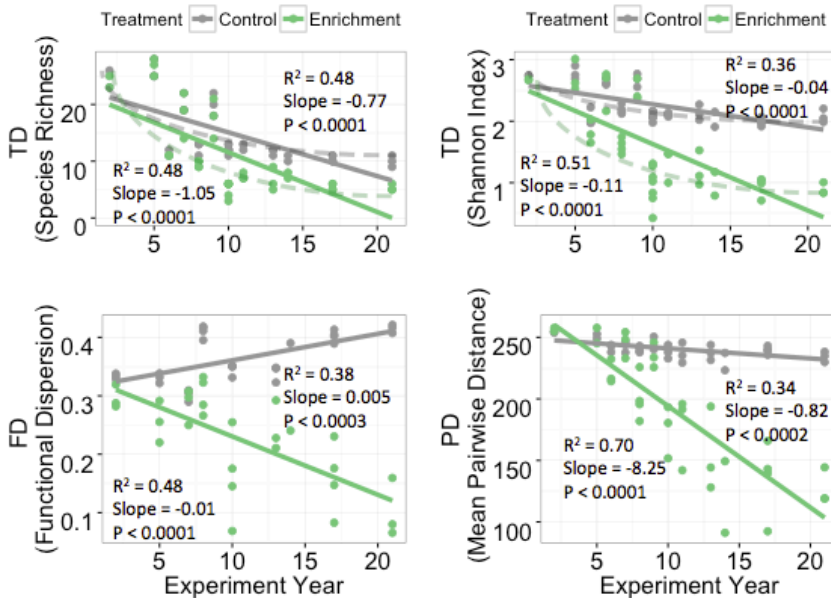 Treatment Control Enrichment
Treatment Control Enrichment
TD
(Species Richness)
20
10
0
R² = 0.48
Slope = -0.77
P < 0.0001
R² = 0.48
Slope = -1.05
P < 0.0001
5 10 15 20
TD
(Shannon Index)
3
2
1
R² = 0.36
Slope = -0.04
P < 0.0001
R² = 0.51
Slope = -0.11
P < 0.0001
5 10 15 20
FD
(Functional Dispersion)
0.4
0.3
0.2
0.1
R² = 0.38
Slope = 0.005
P < 0.0003
R² = 0.48
Slope = -0.01
P < 0.0001
5 10 15 20
Experiment Year
PD
(Mean Pairwise Distance)
250
200
150
100
R² = 0.34
Slope = -0.82
P < 0.0002
R² = 0.70
Slope = -8.25
P < 0.0001
5 10 15 20
Experiment Year